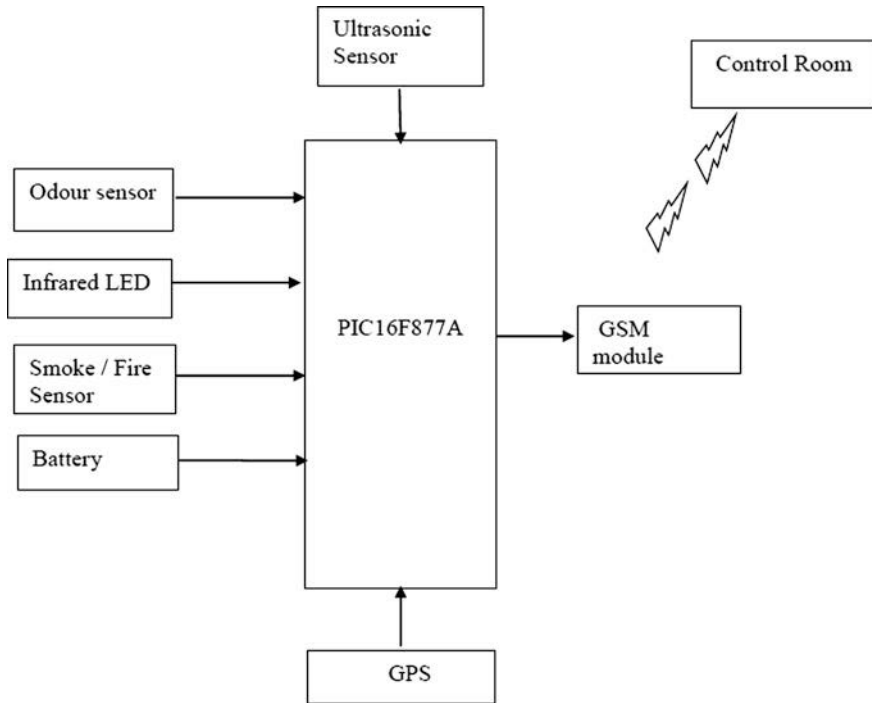 Ultrasonic
Sensor
Control Room
Odour sensor
Infrared LED
PIC16F877A
GSM
module
Smoke / Fire
Sensor
Battery
GPS